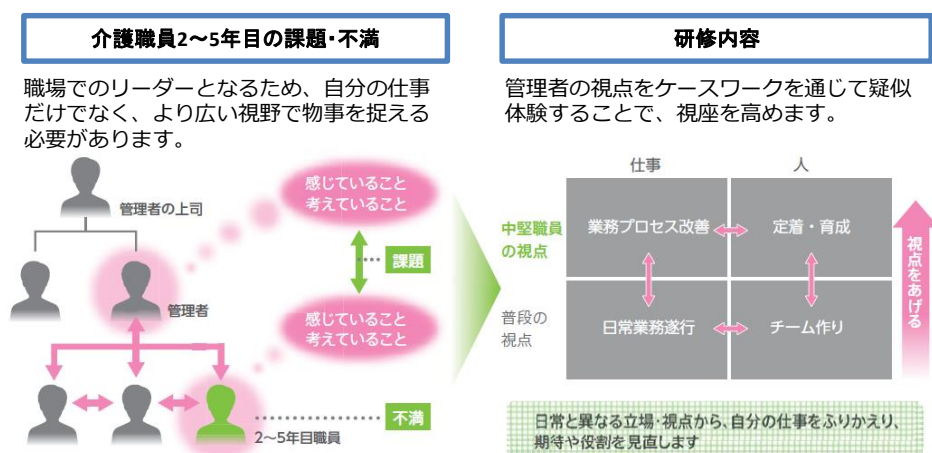 介護職員2～5年目の課題・不満
職場でのリーダーとなるため、自分の仕事
だけでなく、より広い視野で物事を捉える
必要があります。
管理者の上司
管理者
感じていること
考えていること
課題
感じていること
考えていること
不満
2～5年目職員
研修内容
管理者の視点をケースワークを通じて疑似
体験することで、視座を高めます。
仕事
人
中堅職員
の視点
業務プロセス改善
定着・育成
普段の
視点
日常業務遂行
チーム作り
視点をあげる
日常と異なる立場・視点から、自分の仕事をふりかえり、
期待や役割を見直します